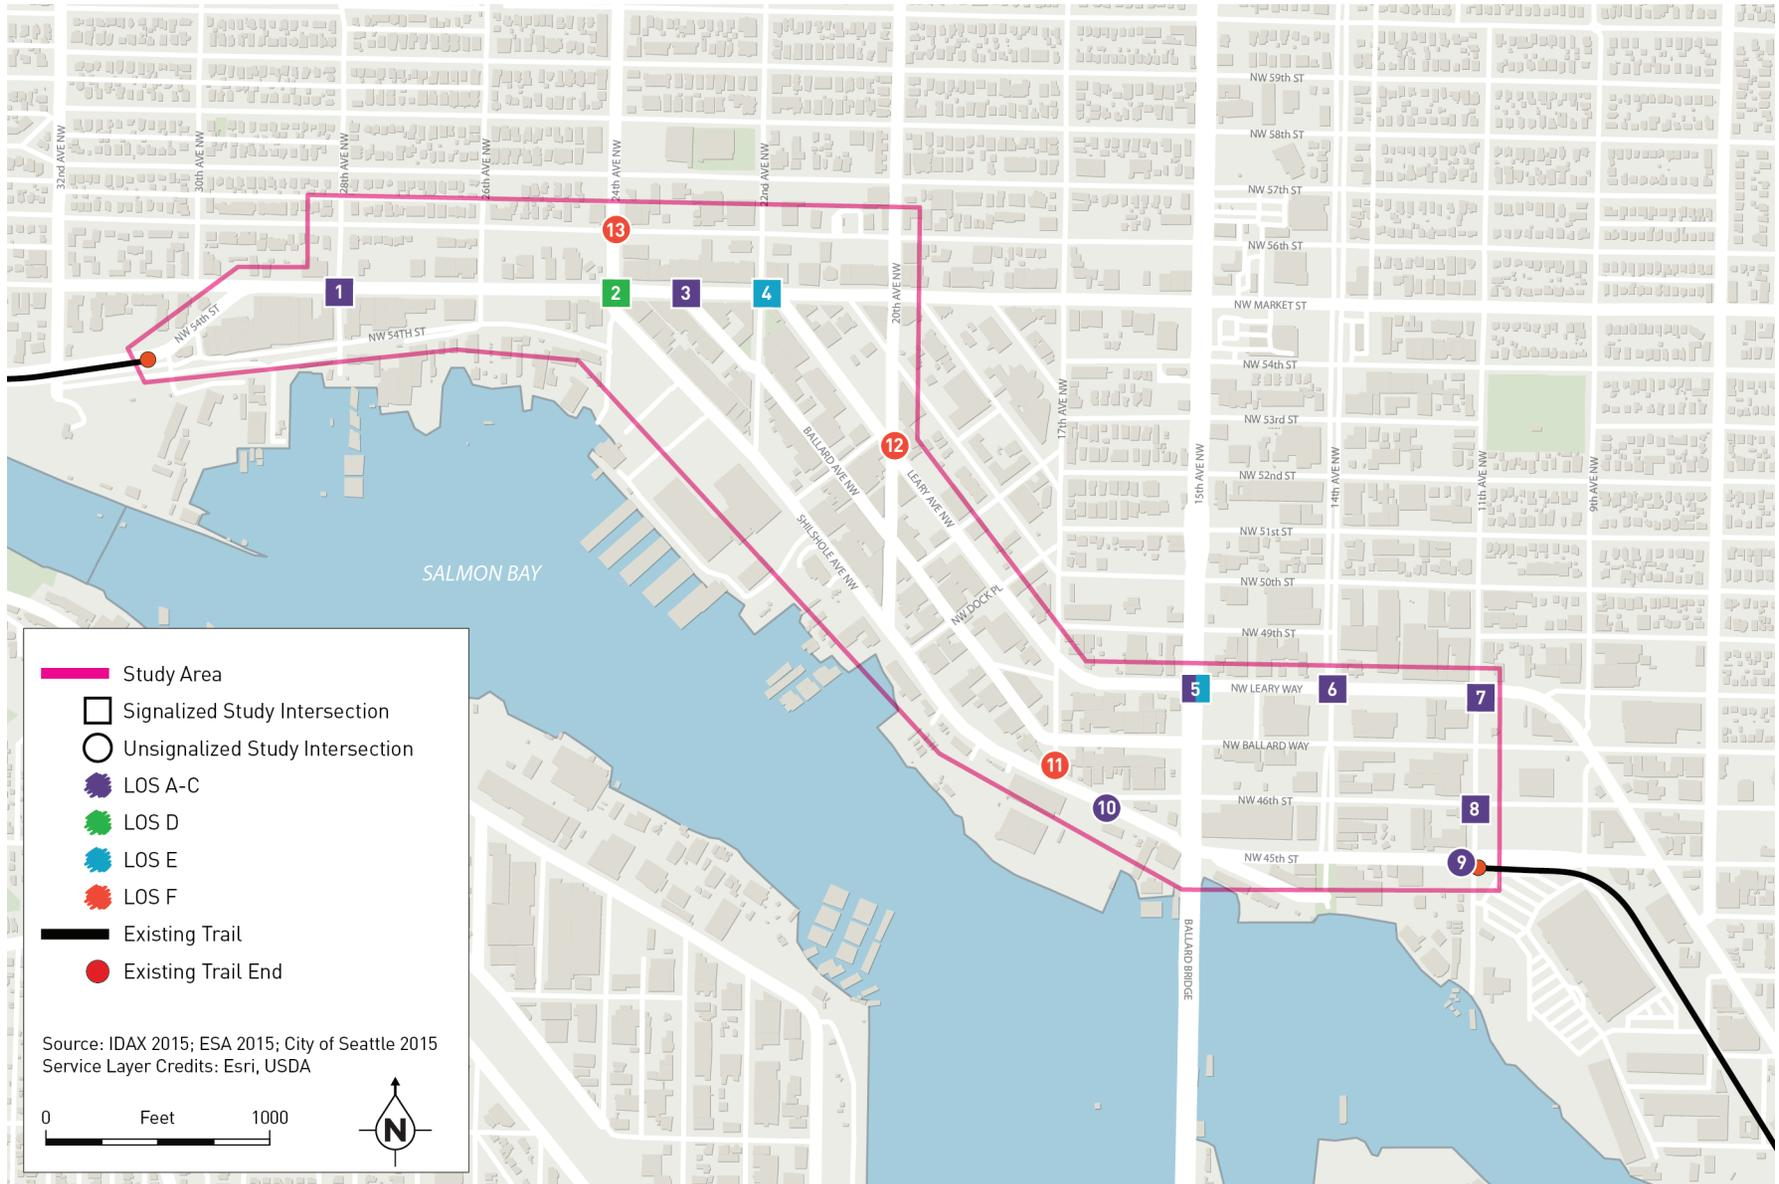 NW 59th ST
NW 58th ST
32nd AVE NW
30th AVE NW
28th AVE NW
26th AVE NW
24th AVE NW
22nd AVE NW
NW 57th ST
13
NW 56th ST
1
2
3
4
20th AVE NW
NW MARKET ST
NW 54th ST
NW 54TH ST
NW 54th ST
17th AVE NW
NW 53rd ST
12
BALLARD AVE NW
LEARY AVE NW
15th AVE NW
NW 52nd ST
14th AVE NW
11th AVE NW
9th AVE NW
SHILSHOLE AVE NW
NW 51st ST
SALMON BAY
NW 50th ST
NW DOCK PL
NW 49th ST
5
NW LEARY WAY
6
7
NW BALLARD WAY
11
10
NW 46th ST
8
NW 45th ST
9
BALLARD BRIDGE
Study Area
Signalized Study Intersection
Unsignalized Study Intersection
LOS A-C
LOS D
LOS E
LOS F
Existing Trail
Existing Trail End
Source: IDAX 2015; ESA 2015; City of Seattle 2015
Service Layer Credits: Esri, USDA
0 Feet 1000
N